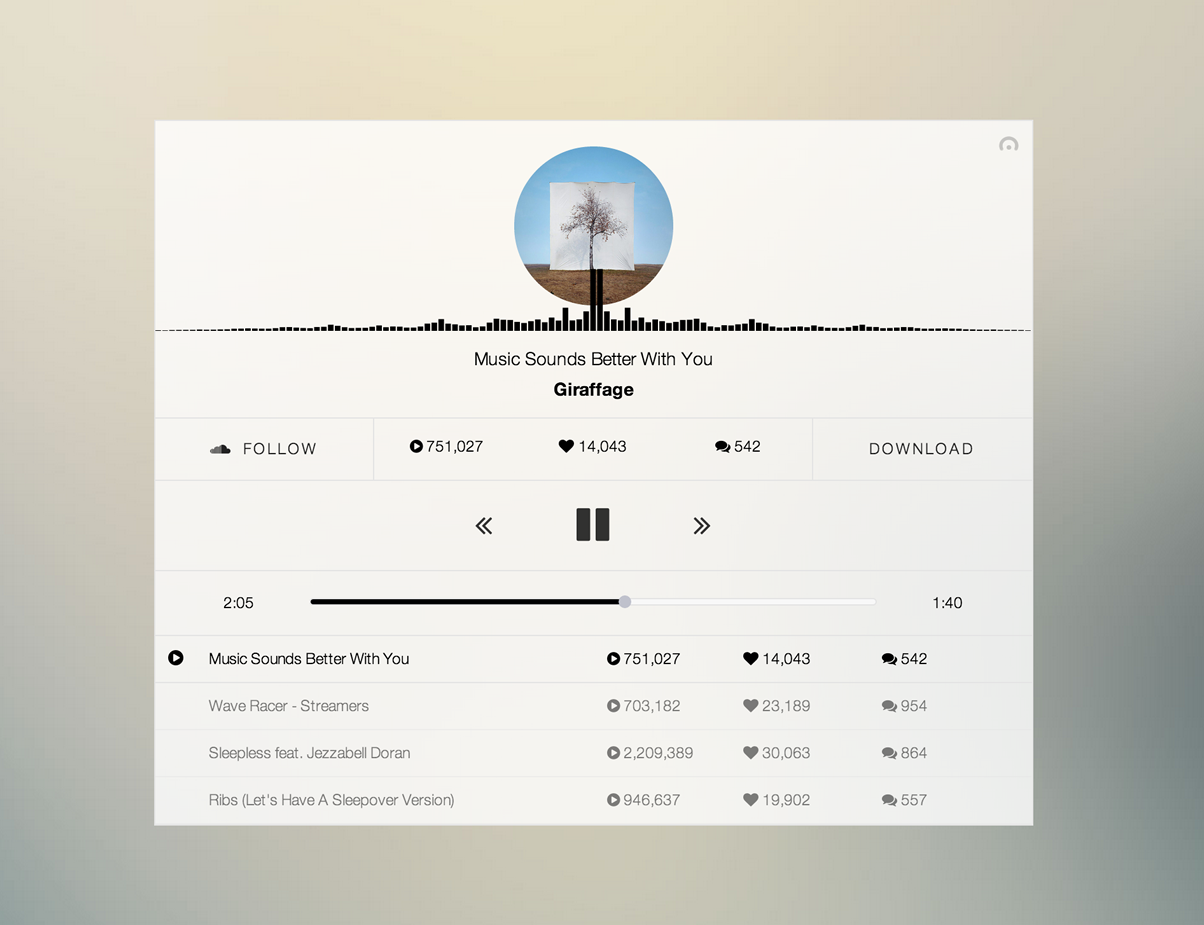 Music Sounds Better With You
Giraffage
FOLLOW 751,027 14,043 542 DOWNLOAD
2:05 1:40
Music Sounds Better With You 751,027 14,043 542
Wave Racer - Streamers 703,182 23,189 954
Sleepless feat. Jezzabell Doran 2,209,389 30,063 864
Ribs (Let's Have A Sleepover Version) 946,637 19,902 557